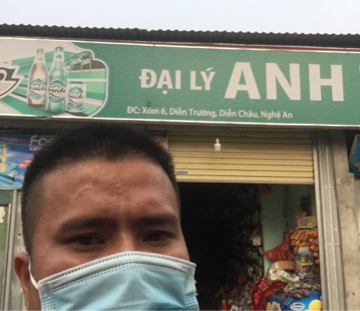 ĐẠI LÝ ANH
ĐC: Xóm 6, Diễn Trường, Diễn Châu, Nghệ An